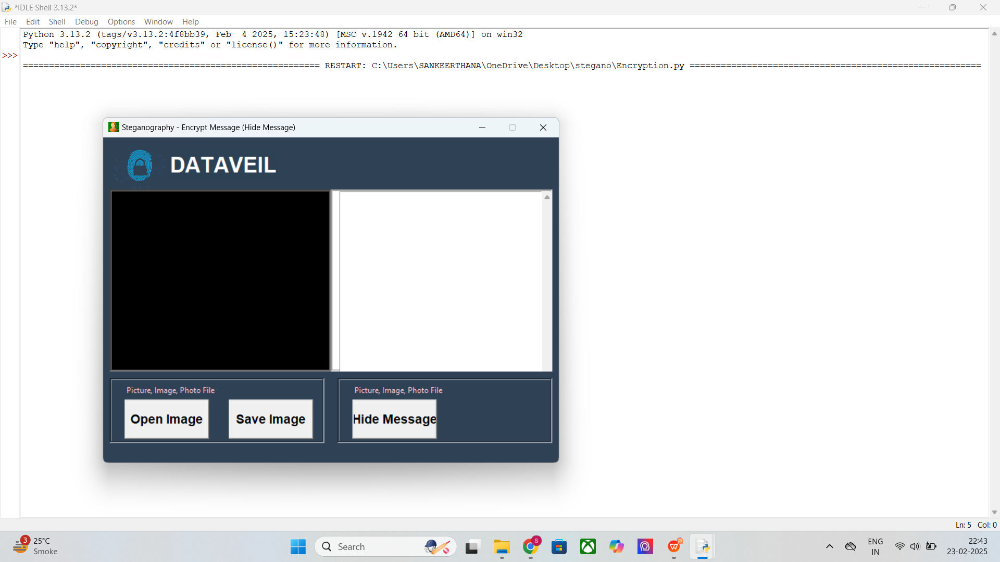 *IDLE Shell 3.13.2*
File Edit Shell Debug Options Window Help
Python 3.13.2 (tags/v3.13.2:4f8bb39, Feb  4 2025, 15:23:48) [MSC v.1942 64 bit (AMD64)] on win32
Type "help", "copyright", "credits" or "license()" for more information.
>>>
========================================================= RESTART: C:\Users\SANKEERTHANA\OneDrive\Desktop\stegano\Encryption.py ========================================================
Steganography - Encrypt Message (Hide Message)
DATAVEIL
Picture, Image, Photo File
Picture, Image, Photo File
Open Image
Save Image
Hide Message
Ln: 5 Col: 0
3
25°C
Smoke
Search
S
ENG
IN
22:43
23-02-2025